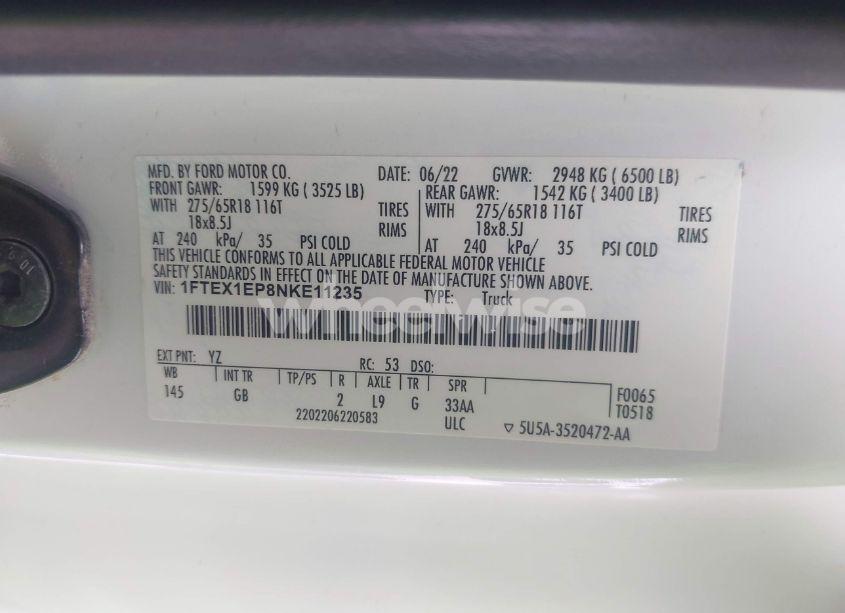 MFD. BY FORD MOTOR CO. DATE: 06/22 GVWR: 2948 KG ( 6500 LB)
FRONT GAWR: 1599 KG ( 3525 LB) REAR GAWR: 1542 KG ( 3400 LB)
WITH 275/65R18 116T TIRES WITH 275/65R18 116T TIRES
18x8.5J RIMS 18x8.5J RIMS
AT 240 kPa/ 35 PSI COLD AT 240 kPa/ 35 PSI COLD
THIS VEHICLE CONFORMS TO ALL APPLICABLE FEDERAL MOTOR VEHICLE
SAFETY STANDARDS IN EFFECT ON THE DATE OF MANUFACTURE SHOWN ABOVE.
VIN: 1FTEX1EP8NKE11235 TYPE: Truck
wheelwise
EXT PNT: YZ RC: 53 DSO:
WB INT TR TP/PS R AXLE TR SPR
145 GB 2 L9 G 33AA F0065
2202206220583 ULC T0518
▽ 5U5A-3520472-AA